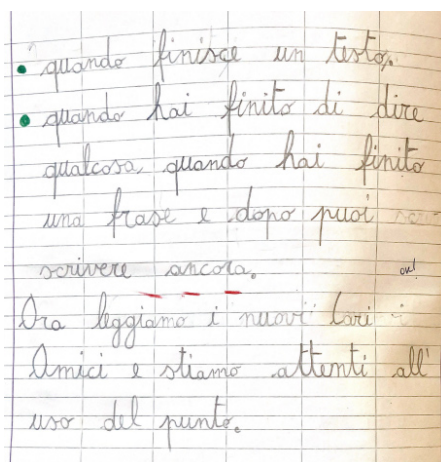 • quando finisce un testo.
• quando hai finito di dire
qualcosa, quando hai finito
una frase e dopo puoi
scrivere ancora.
Ora leggiamo i nuovi Cari
Amici e stiamo attenti all'
uso del punto.